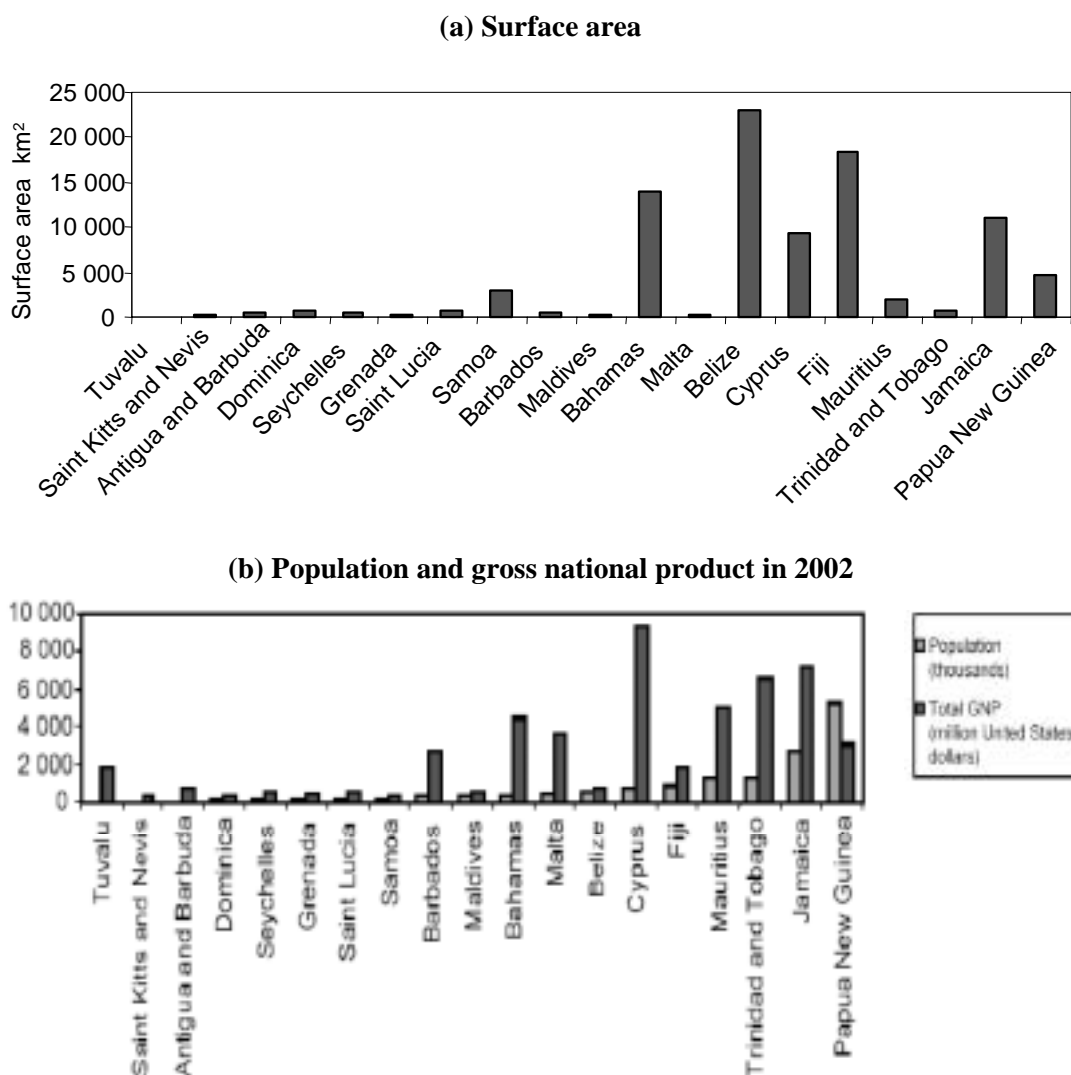 (a) Surface area
Surface area km²
25 000
20 000
15 000
10 000
5 000
0
Tuvalu
Saint Kitts and Nevis
Antigua and Barbuda
Dominica
Seychelles
Grenada
Saint Lucia
Samoa
Barbados
Maldives
Bahamas
Malta
Belize
Cyprus
Fiji
Mauritius
Trinidad and Tobago
Jamaica
Papua New Guinea
(b) Population and gross national product in 2002
10 000
8 000
6 000
4 000
2 000
0
Tuvalu
Saint Kitts and Nevis
Antigua and Barbuda
Dominica
Seychelles
Grenada
Saint Lucia
Samoa
Barbados
Maldives
Bahamas
Malta
Belize
Cyprus
Fiji
Mauritius
Trinidad and Tobago
Jamaica
Papua New Guinea
Population
(thousands)
Total GNP
(million United States
dollars)